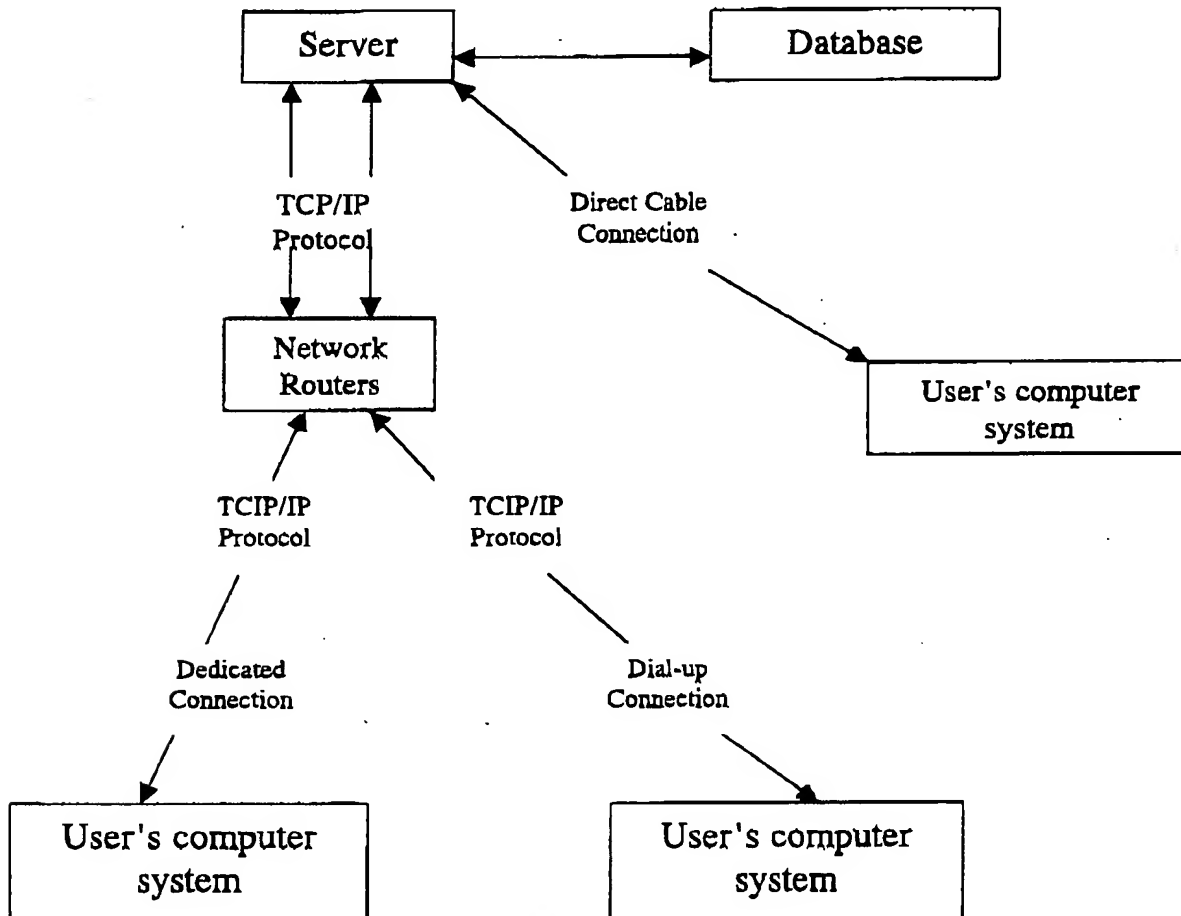 Server
Database
TCP/IP
Protocol
Direct Cable
Connection
Network
Routers
User's computer
system
TCIP/IP
Protocol
TCIP/IP
Protocol
Dedicated
Connection
Dial-up
Connection
User's computer
system
User's computer
system